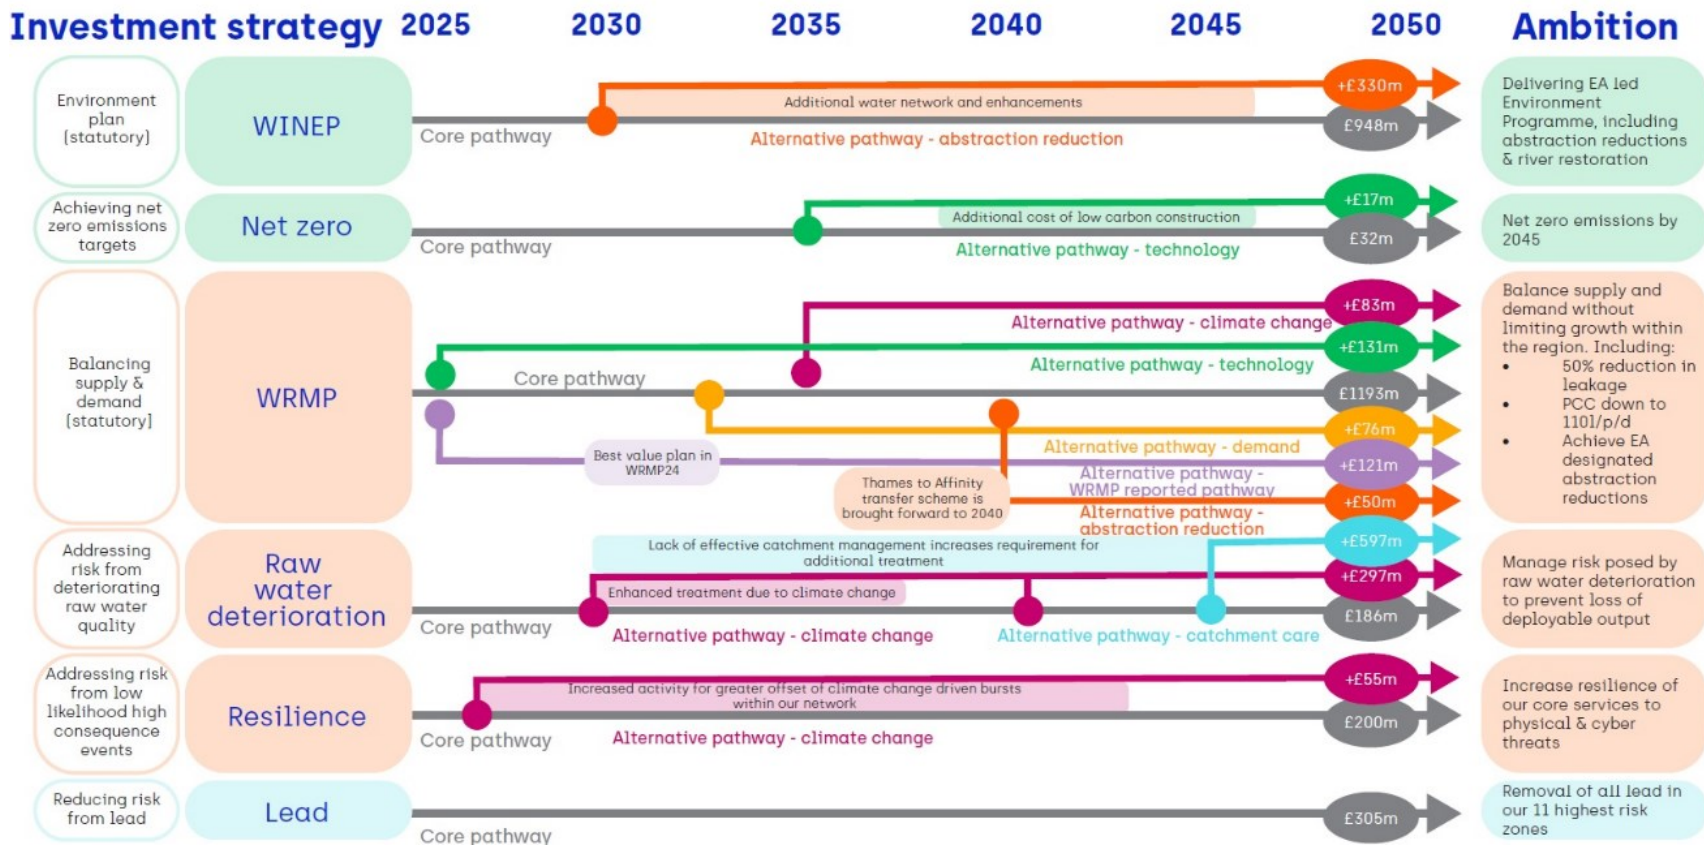 Investment strategy 2025 2030 2035 2040 2045 2050 Ambition
Environment
plan
(statutory)
WINEP
Core pathway
Additional water network and enhancements
Alternative pathway - abstraction reduction
+£330m
£948m
Delivering EA led
Environment
Programme, including
abstraction reductions
& river restoration
Achieving net
zero emissions
targets
Net zero
Core pathway
Additional cost of low carbon construction
Alternative pathway - technology
+£17m
£32m
Net zero emissions by
2045
Balancing
supply &
demand
(statutory)
WRMP
Core pathway
Alternative pathway - climate change
+£83m
Alternative pathway - technology
+£131m
£1193m
Alternative pathway - demand
+£76m
Best value plan in
WRMP24
Alternative pathway -
WRMP reported pathway
+£121m
Thames to Affinity
transfer scheme is
brought forward to 2040
Alternative pathway -
abstraction reduction
+£50m
Balance supply and
demand without
limiting growth within
the region. Including:
• 50% reduction in
leakage
• PCC down to
110l/p/d
• Achieve EA
designated
abstraction
reductions
Addressing
risk from
deteriorating
raw water
quality
Raw
water
deterioration
Core pathway
Lack of effective catchment management increases requirement for
additional treatment
Enhanced treatment due to climate change
Alternative pathway - climate change
Alternative pathway - catchment care
+£597m
+£297m
£186m
Manage risk posed by
raw water deterioration
to prevent loss of
deployable output
Addressing risk
from low
likelihood high
consequence
events
Resilience
Core pathway
Increased activity for greater offset of climate change driven bursts
within our network
Alternative pathway - climate change
+£55m
£200m
Increase resilience of
our core services to
physical & cyber
threats
Reducing risk
from lead
Lead
Core pathway
£305m
Removal of all lead in
our 11 highest risk
zones